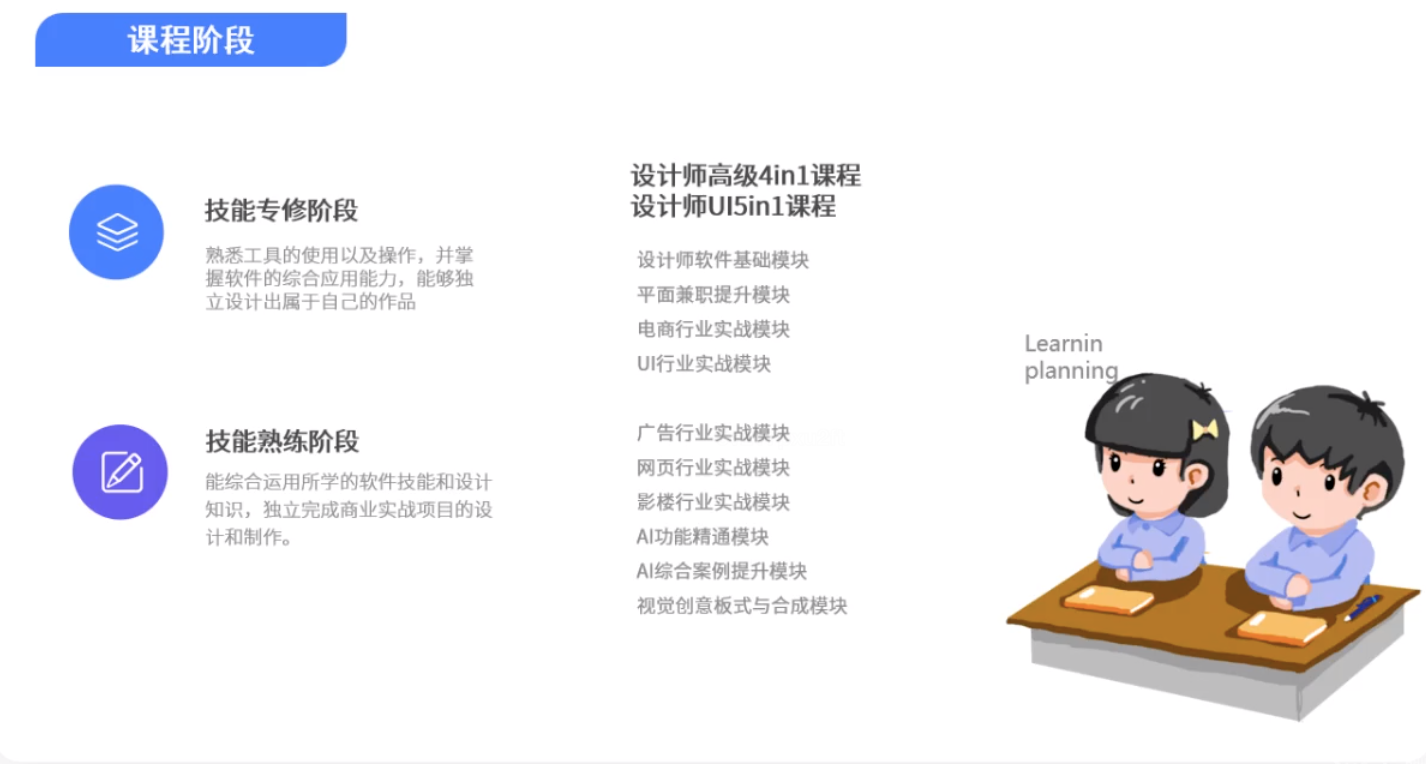 课程阶段
技能专修阶段
熟悉工具的使用以及操作，并掌
握软件的综合应用能力，能够独
立设计出属于自己的作品
技能熟练阶段
能综合运用所学的软件技能和设计
知识，独立完成商业实战项目的设
计和制作。
设计师高级4in1课程
设计师UI5in1课程
设计师软件基础模块
平面兼职提升模块
电商行业实战模块
UI行业实战模块
广告行业实战模块
网页行业实战模块
影楼行业实战模块
AI功能精通模块
AI综合案例提升模块
视觉创意板式与合成模块
Learnin
planning